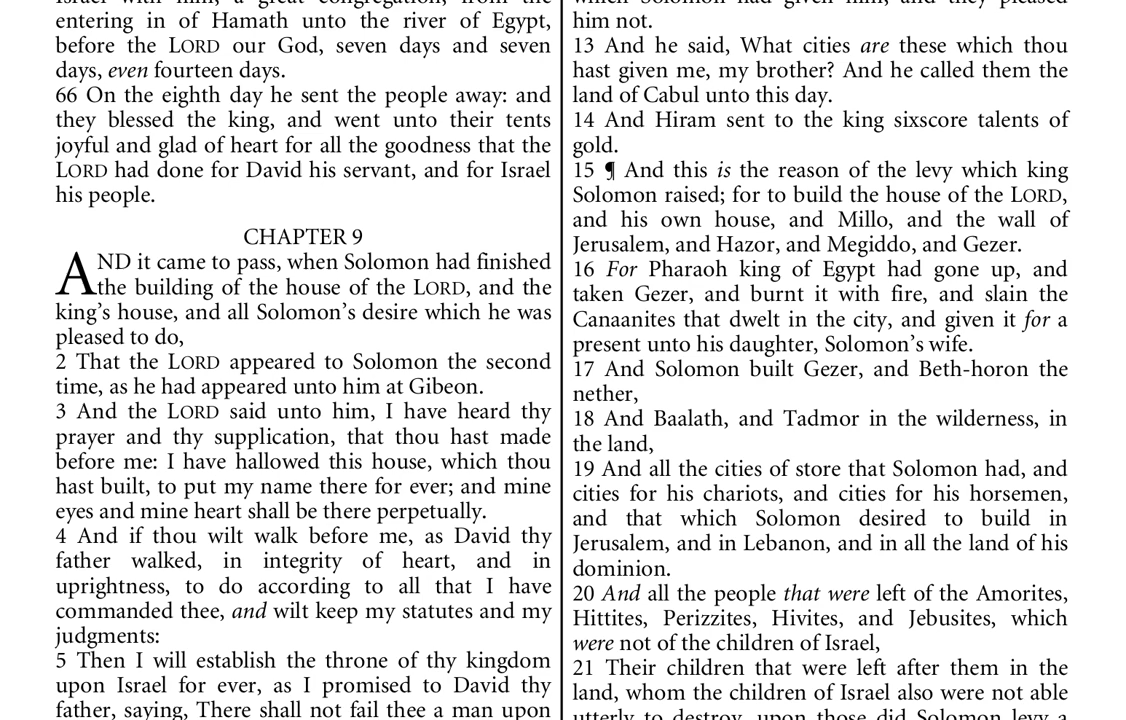 Israel with him, a great congregation, from the
entering in of Hamath unto the river of Egypt,
before the LORD our God, seven days and seven
days, even fourteen days.
66 On the eighth day he sent the people away: and
they blessed the king, and went unto their tents
joyful and glad of heart for all the goodness that the
LORD had done for David his servant, and for Israel
his people.
CHAPTER 9
AND it came to pass, when Solomon had finished
the building of the house of the LORD, and the
king’s house, and all Solomon’s desire which he was
pleased to do,
2 That the LORD appeared to Solomon the second
time, as he had appeared unto him at Gibeon.
3 And the LORD said unto him, I have heard thy
prayer and thy supplication, that thou hast made
before me: I have hallowed this house, which thou
hast built, to put my name there for ever; and mine
eyes and mine heart shall be there perpetually.
4 And if thou wilt walk before me, as David thy
father walked, in integrity of heart, and in
uprightness, to do according to all that I have
commanded thee, and wilt keep my statutes and my
judgments:
5 Then I will establish the throne of thy kingdom
upon Israel for ever, as I promised to David thy
father, saying, There shall not fail thee a man upon
which Solomon had given him; and they pleased
him not.
13 And he said, What cities are these which thou
hast given me, my brother? And he called them the
land of Cabul unto this day.
14 And Hiram sent to the king sixscore talents of
gold.
15 ¶ And this is the reason of the levy which king
Solomon raised; for to build the house of the LORD,
and his own house, and Millo, and the wall of
Jerusalem, and Hazor, and Megiddo, and Gezer.
16 For Pharaoh king of Egypt had gone up, and
taken Gezer, and burnt it with fire, and slain the
Canaanites that dwelt in the city, and given it for a
present unto his daughter, Solomon’s wife.
17 And Solomon built Gezer, and Beth-horon the
nether,
18 And Baalath, and Tadmor in the wilderness, in
the land,
19 And all the cities of store that Solomon had, and
cities for his chariots, and cities for his horsemen,
and that which Solomon desired to build in
Jerusalem, and in Lebanon, and in all the land of his
dominion.
20 And all the people that were left of the Amorites,
Hittites, Perizzites, Hivites, and Jebusites, which
were not of the children of Israel,
21 Their children that were left after them in the
land, whom the children of Israel also were not able
utterly to destroy, upon those did Solomon levy a